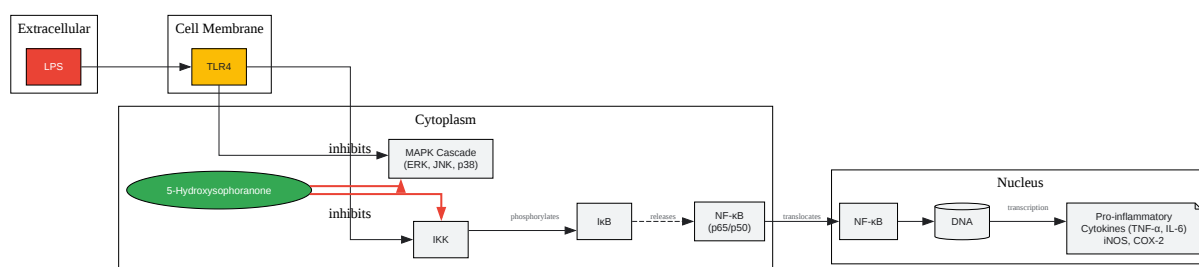 Extracellular
LPS
Cell Membrane
TLR4
Cytoplasm
inhibits
MAPK Cascade
(ERK, JNK, p38)
5-Hydroxysophoranone
inhibits
IKK
phosphorylates
IκB
releases
NF-κB
(p65/p50)
translocates
Nucleus
NF-κB
DNA
transcription
Pro-inflammatory
Cytokines (TNF-α, IL-6)
iNOS, COX-2